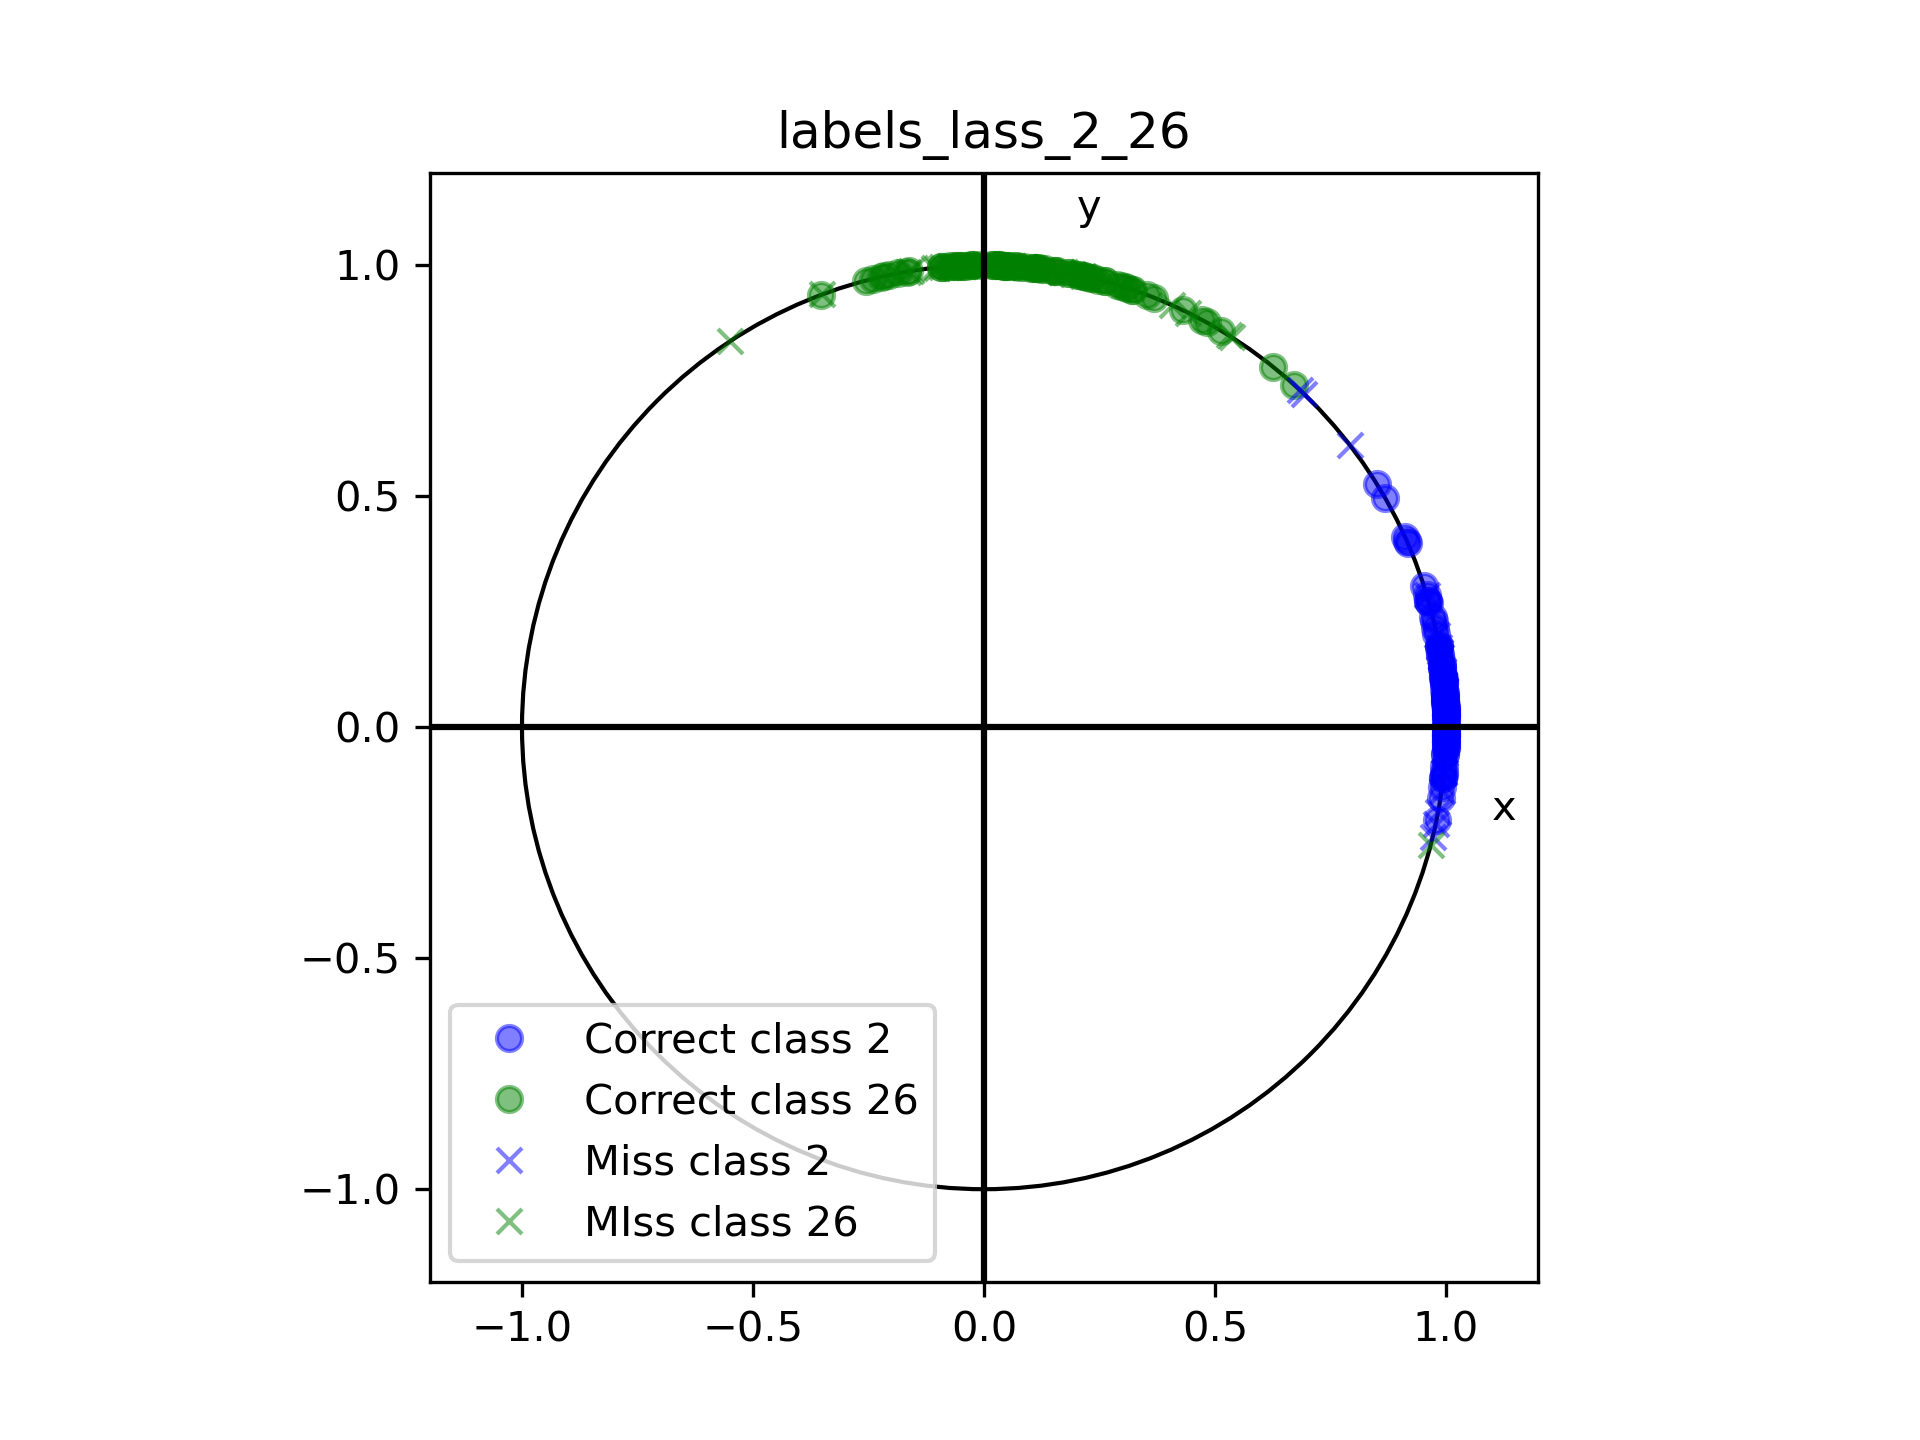 labels_lass_2_26
y
1.0
0.5
0.0
x
−0.5
−1.0
Correct class 2
Correct class 26
Miss class 2
MIss class 26
−1.0 −0.5 0.0 0.5 1.0